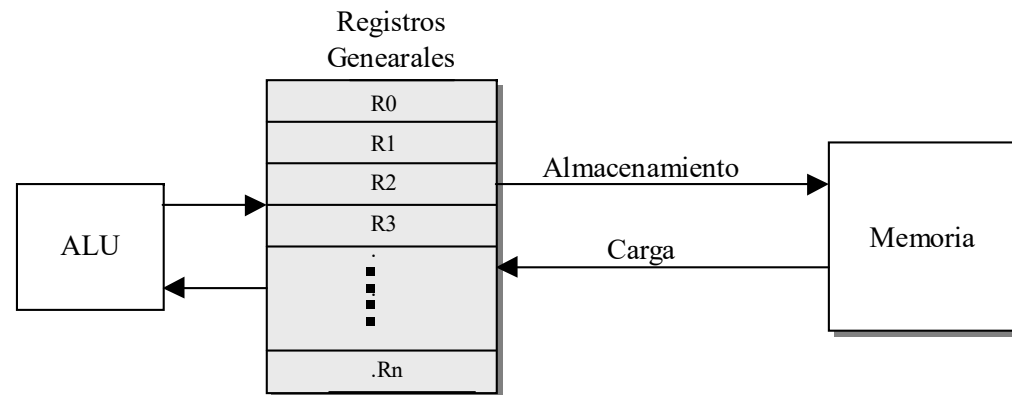 Registros
Genearales
R0
R1
R2
R3
.Rn
ALU
Almacenamiento
Carga
Memoria